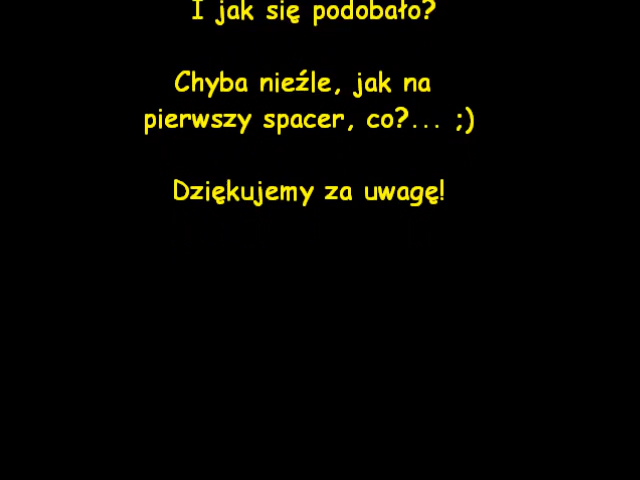 I jak się podobało?
Chyba nieźle, jak na
pierwszy spacer, co?... ;)
Dziękujemy za uwagę!